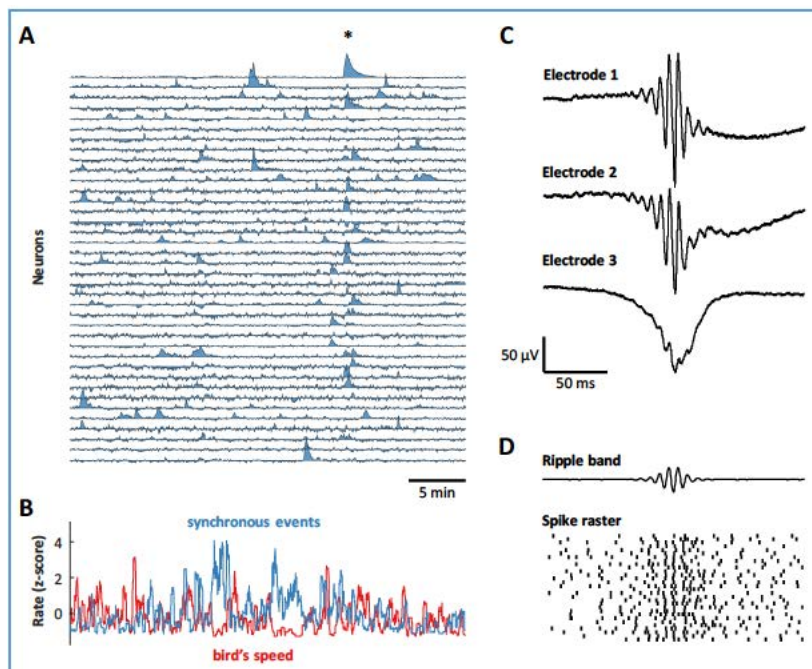 A
*
Neurons
5 min
B
synchronous events
4
2
0
Rate (z-score)
bird's speed
C
Electrode 1
Electrode 2
Electrode 3
50 µV
50 ms
D
Ripple band
Spike raster